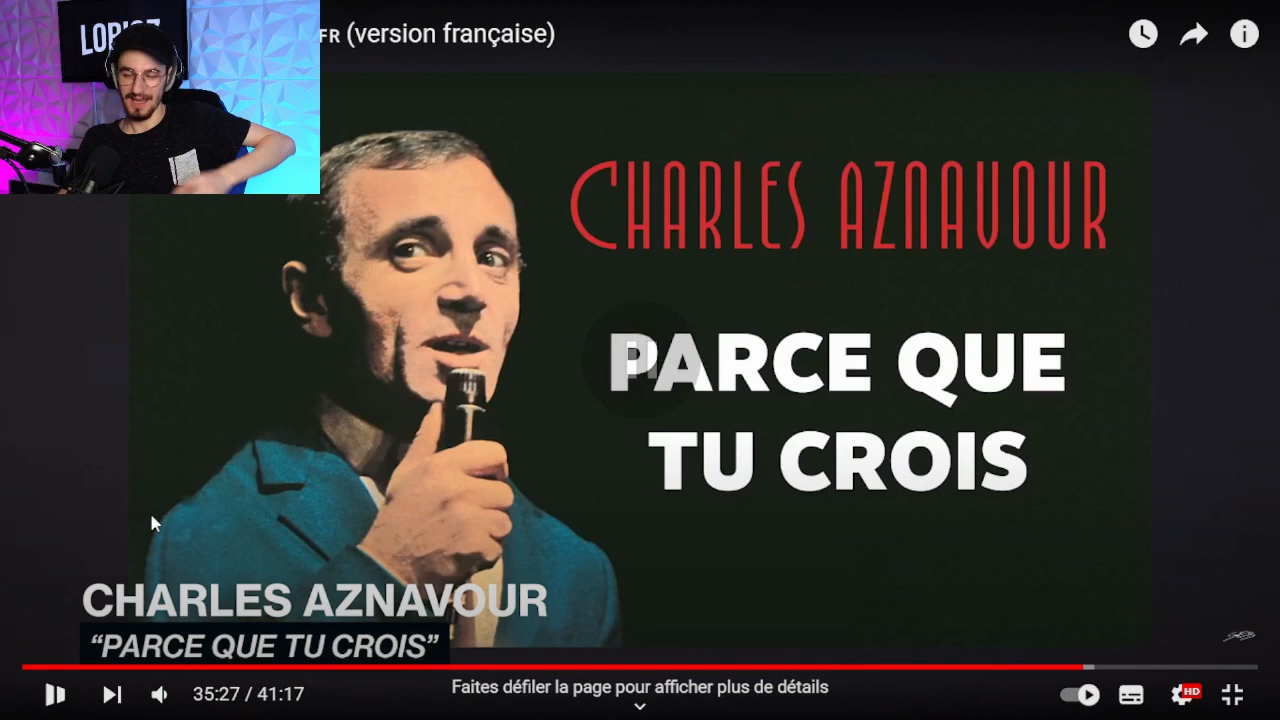 FR (version française)
CHARLES AZNAVOUR
PARCE QUE
TU CROIS
CHARLES AZNAVOUR
“PARCE QUE TU CROIS”
35:27 / 41:17
Faites défiler la page pour afficher plus de détails
HD